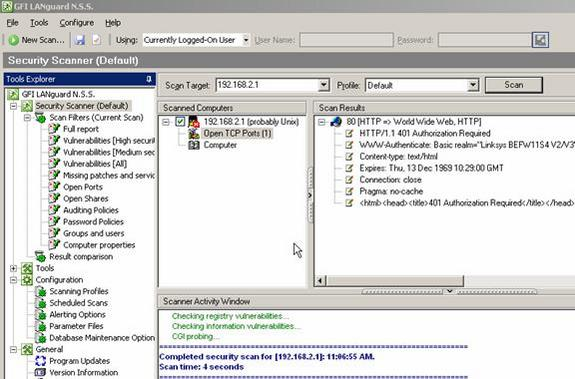 GFI LANguard N.S.S.
File Tools Configure Help
New Scan... Using: Currently Logged-On User User Name: Password:
Security Scanner (Default)
Tools Explorer
GFI LANguard N.S.S.
Security Scanner (Default)
Scan Filters (Current Scan)
Full report
Vulnerabilities [High securi
Vulnerabilities [Medium sec
Vulnerabilities [All]
Missing patches and servic
Open Ports
Open Shares
Auditing Policies
Password Policies
Groups and users
Computer properties
Result comparison
Tools
Configuration
Scanning Profiles
Scheduled Scans
Alerting Options
Parameter Files
Database Maintenance Option
General
Program Updates
Version Information
Scan Target: 192.168.2.1 Profile: Default Scan
Scanned Computers
192.168.2.1 (probably Unix)
Open TCP Ports (1)
Computer
Scan Results
80 [HTTP => World Wide Web, HTTP]
HTTP/1.1 401 Authorization Required
WWW-Authenticate: Basic realm="Linksys BEFW11S4 V2/V3"
Content-type: text/html
Expires: Thu, 13 Dec 1969 10:29:00 GMT
Connection: close
Pragma: no-cache
<html><head><title>401 Authorization Required</title></head>
Scanner Activity Window
Checking registry vulnerabilities...
Checking information vulnerabilities...
CGI probing...
Completed security scan for [192.168.2.1]: 11:06:55 AM.
Scan time: 4 seconds